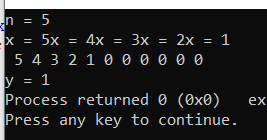 n = 5
x = 5x = 4x = 3x = 2x = 1
5 4 3 2 1 0 0 0 0 0 0
y = 1
Process returned 0 (0x0) ex
Press any key to continue.